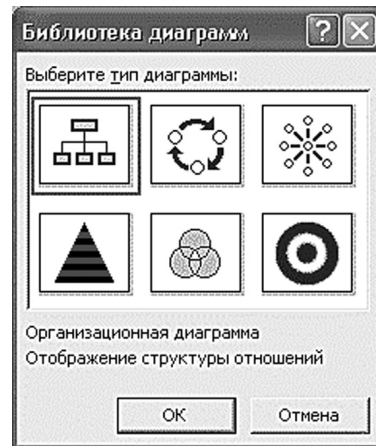 Библиотека диаграмм
Выберите тип диаграммы:
Организационная диаграмма
Отображение структуры отношений
ОК
Отмена